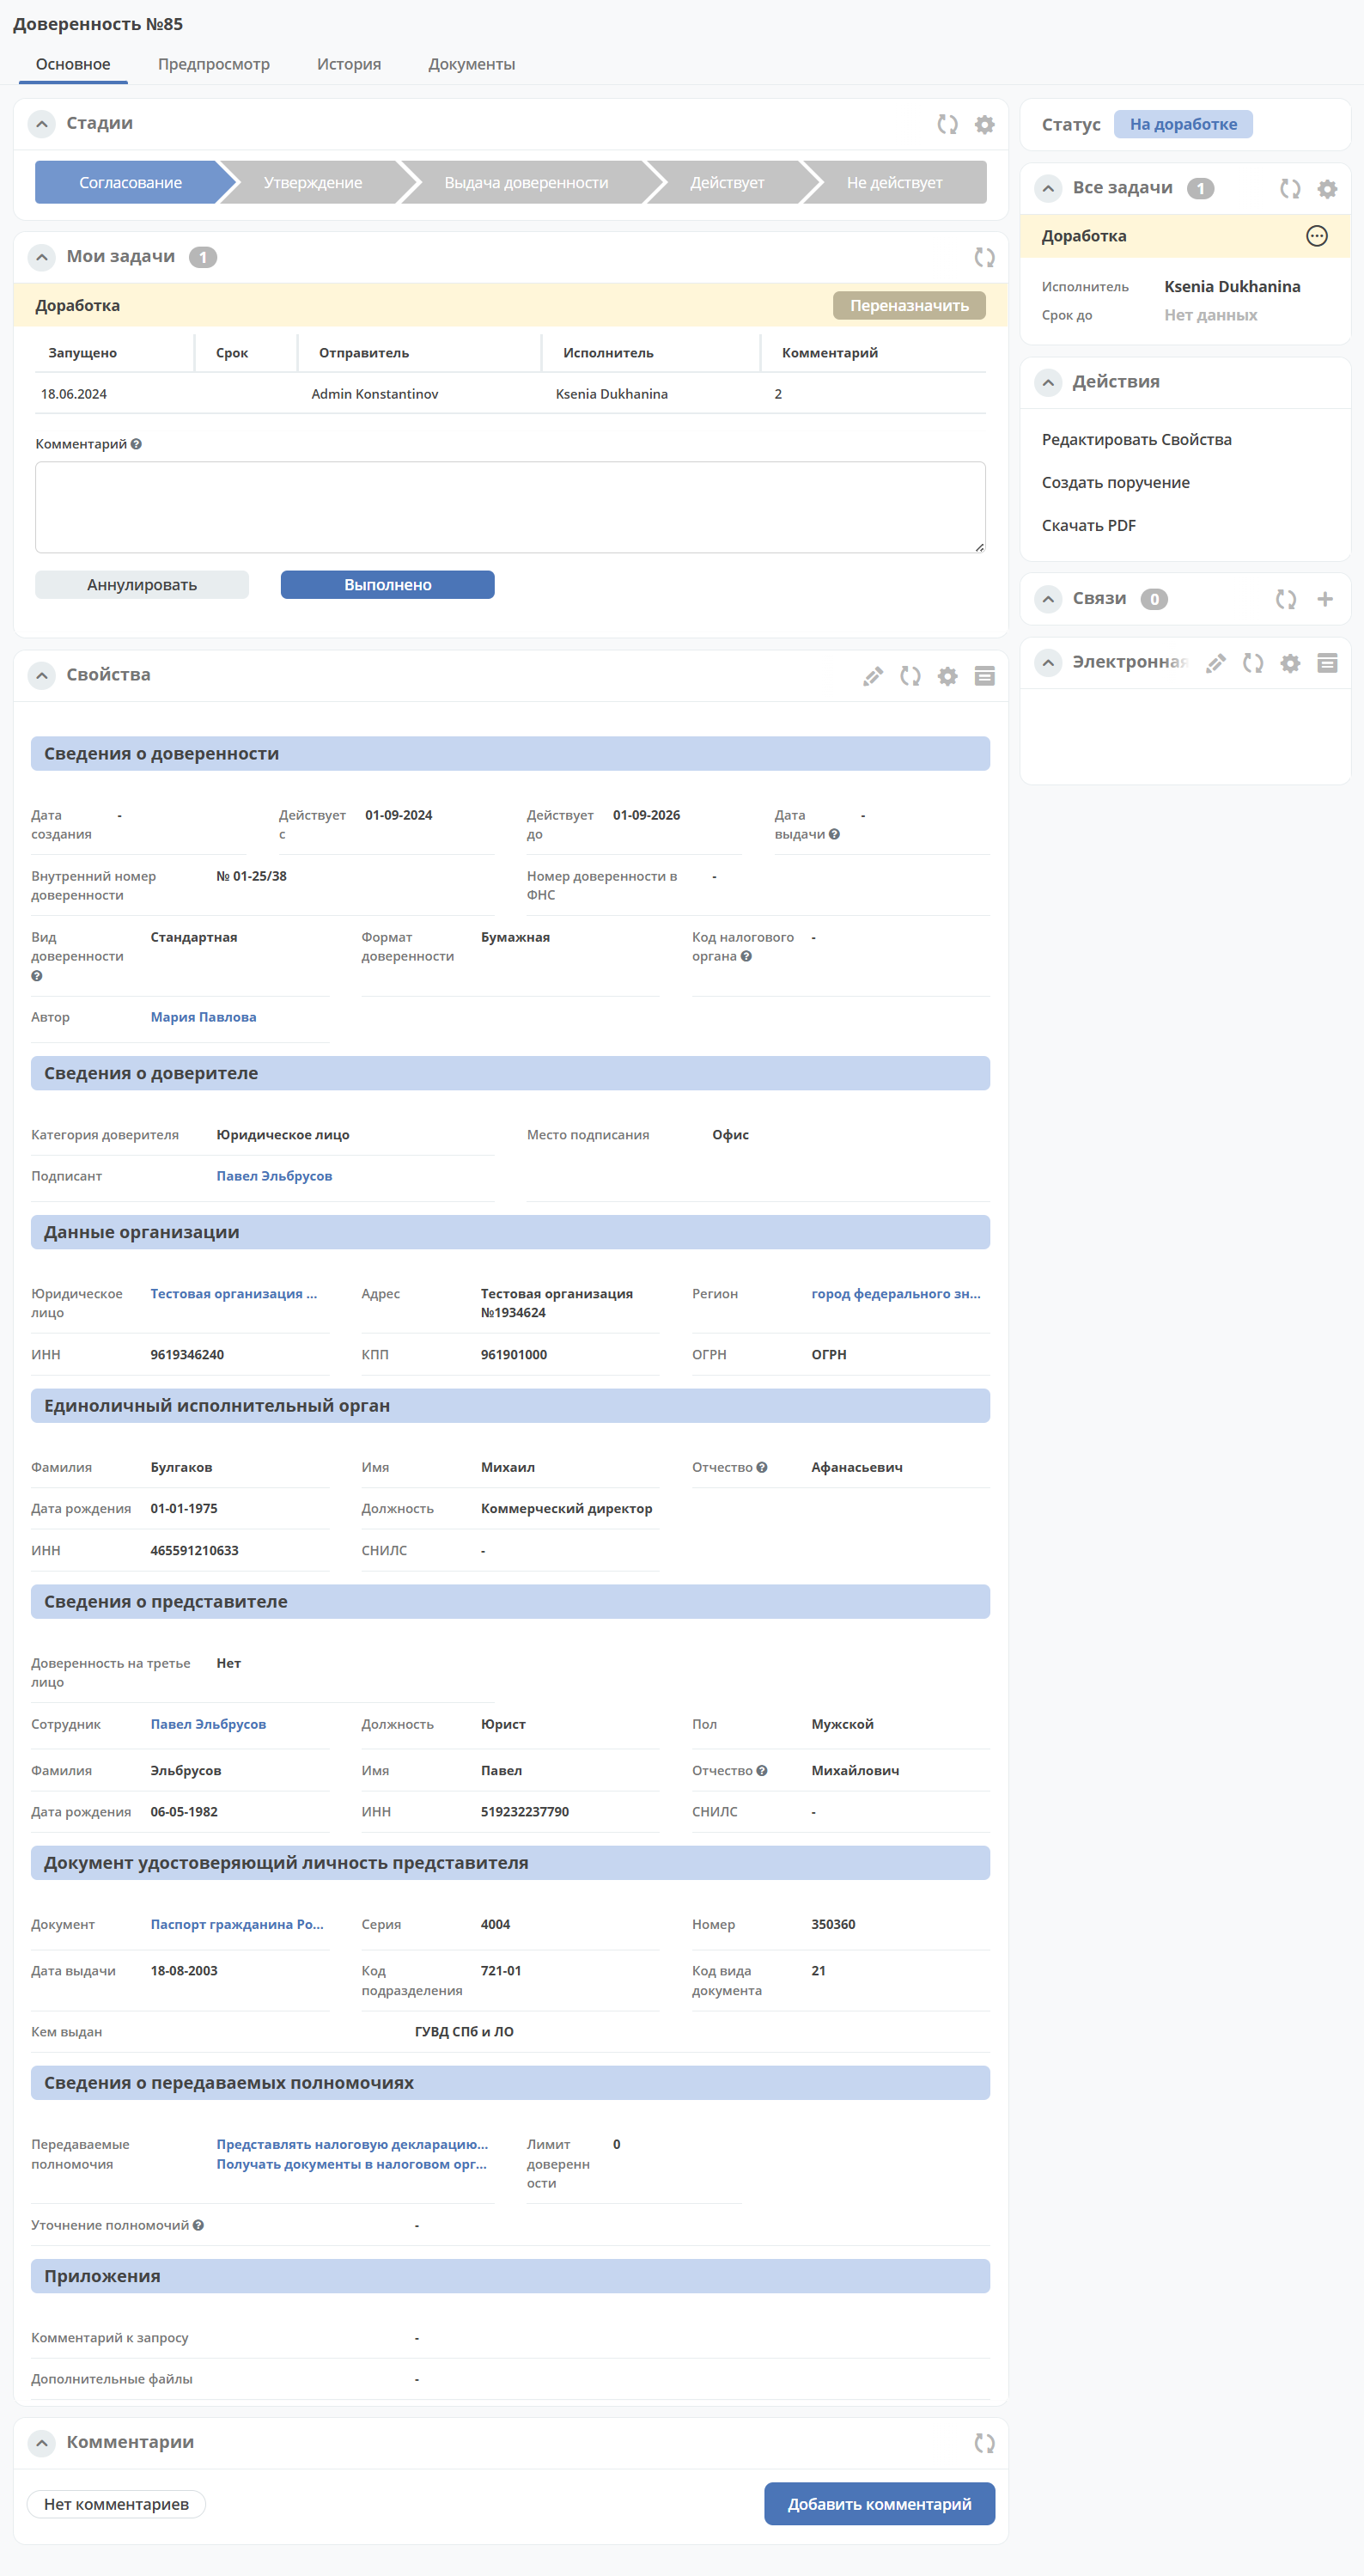 Доверенность №85
Основное Предпросмотр История Документы
Стадии
Согласование Утверждение Выдача доверенности Действует Не действует
Мои задачи 1
Доработка Переназначить
Запущено Срок Отправитель Исполнитель Комментарий
18.06.2024 Admin Konstantinov Ksenia Dukhanina 2
Комментарий
Аннулировать Выполнено
Свойства
Сведения о доверенности
Дата создания - Действует с 01-09-2024 Действует до 01-09-2026 Дата выдачи -
Внутренний номер доверенности № 01-25/38 Номер доверенности в ФНС -
Вид доверенности Стандартная Формат доверенности Бумажная Код налогового органа -
Автор Мария Павлова
Сведения о доверителе
Категория доверителя Юридическое лицо Место подписания Офис
Подписант Павел Эльбрусов
Данные организации
Юридическое лицо Тестовая организация ... Адрес Тестовая организация №1934624 Регион город федерального зн...
ИНН 9619346240 КПП 961901000 ОГРН ОГРН
Единоличный исполнительный орган
Фамилия Булгаков Имя Михаил Отчество Афанасьевич
Дата рождения 01-01-1975 Должность Коммерческий директор
ИНН 465591210633 СНИЛС -
Сведения о представителе
Доверенность на третье лицо Нет
Сотрудник Павел Эльбрусов Должность Юрист Пол Мужской
Фамилия Эльбрусов Имя Павел Отчество Михайлович
Дата рождения 06-05-1982 ИНН 519232237790 СНИЛС -
Документ удостоверяющий личность представителя
Документ Паспорт гражданина Ро... Серия 4004 Номер 350360
Дата выдачи 18-08-2003 Код подразделения 721-01 Код вида документа 21
Кем выдан ГУВД СПб и ЛО
Сведения о передаваемых полномочиях
Передаваемые полномочия Представлять налоговую декларацию...
Получать документы в налоговом орг...
Лимит доверенности 0
Уточнение полномочий -
Приложения
Комментарий к запросу -
Дополнительные файлы -
Комментарии
Нет комментариев Добавить комментарий
Статус На доработке
Все задачи 1
Доработка
Исполнитель Ksenia Dukhanina
Срок до Нет данных
Действия
Редактировать Свойства
Создать поручение
Скачать PDF
Связи 0
Электронная